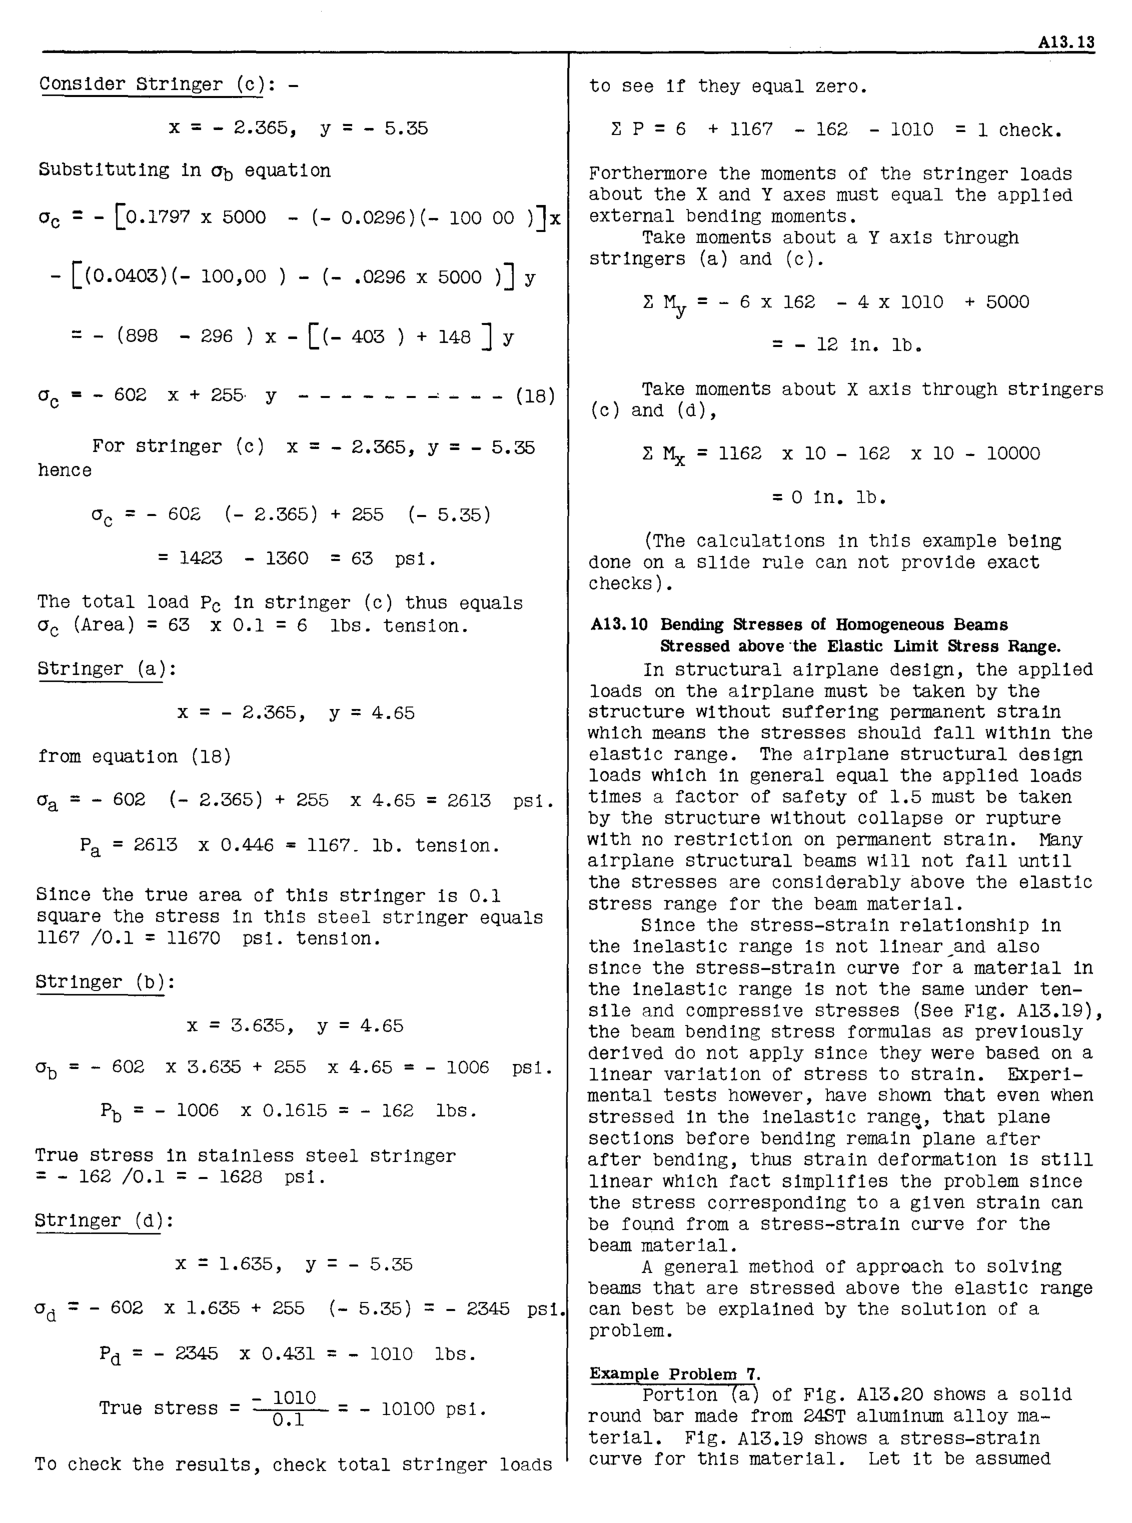 A13.13
Consider Stringer (c): -
x = - 2.365, y = - 5.35
Substituting in σb equation
σc = - [0.1797 x 5000 - (- 0.0296)(- 100 00 )]x
- [(0.0403)(- 100,00 ) - (- .0296 x 5000 )] y
= - (898 - 296 ) x - [(- 403 ) + 148 ] y
σc = - 602 x + 255 y - - - - - - - - - - (18)
For stringer (c) x = - 2.365, y = - 5.35
hence
σc = - 602 (- 2.365) + 255 (- 5.35)
= 1423 - 1360 = 63 psi.
The total load Pc in stringer (c) thus equals
σc (Area) = 63 x 0.1 = 6 lbs. tension.
Stringer (a):
x = - 2.365, y = 4.65
from equation (18)
σa = - 602 (- 2.365) + 255 x 4.65 = 2613 psi.
Pa = 2613 x 0.446 = 1167. lb. tension.
Since the true area of this stringer is 0.1
square the stress in this steel stringer equals
1167 /0.1 = 11670 psi. tension.
Stringer (b):
x = 3.635, y = 4.65
σb = - 602 x 3.635 + 255 x 4.65 = - 1006 psi.
Pb = - 1006 x 0.1615 = - 162 lbs.
True stress in stainless steel stringer
= - 162 /0.1 = - 1628 psi.
Stringer (d):
x = 1.635, y = - 5.35
σd = - 602 x 1.635 + 255 (- 5.35) = - 2345 psi.
Pd = - 2345 x 0.431 = - 1010 lbs.
True stress = - 1010 / 0.1 = - 10100 psi.
To check the results, check total stringer loads
to see if they equal zero.
Σ P = 6 + 1167 - 162 - 1010 = 1 check.
Forthermore the moments of the stringer loads
about the X and Y axes must equal the applied
external bending moments.
Take moments about a Y axis through
stringers (a) and (c).
Σ My = - 6 x 162 - 4 x 1010 + 5000
= - 12 in. lb.
Take moments about X axis through stringers
(c) and (d),
Σ Mx = 1162 x 10 - 162 x 10 - 10000
= 0 in. lb.
(The calculations in this example being
done on a slide rule can not provide exact
checks).
A13.10 Bending Stresses of Homogeneous Beams
Stressed above the Elastic Limit Stress Range.
In structural airplane design, the applied
loads on the airplane must be taken by the
structure without suffering permanent strain
which means the stresses should fall within the
elastic range. The airplane structural design
loads which in general equal the applied loads
times a factor of safety of 1.5 must be taken
by the structure without collapse or rupture
with no restriction on permanent strain. Many
airplane structural beams will not fail until
the stresses are considerably above the elastic
stress range for the beam material.
Since the stress-strain relationship in
the inelastic range is not linear and also
since the stress-strain curve for a material in
the inelastic range is not the same under ten-
sile and compressive stresses (See Fig. A13.19),
the beam bending stress formulas as previously
derived do not apply since they were based on a
linear variation of stress to strain. Experi-
mental tests however, have shown that even when
stressed in the inelastic range, that plane
sections before bending remain plane after
after bending, thus strain deformation is still
linear which fact simplifies the problem since
the stress corresponding to a given strain can
be found from a stress-strain curve for the
beam material.
A general method of approach to solving
beams that are stressed above the elastic range
can best be explained by the solution of a
problem.
Example Problem 7.
Portion (a) of Fig. A13.20 shows a solid
round bar made from 24ST aluminum alloy ma-
terial. Fig. A13.19 shows a stress-strain
curve for this material. Let it be assumed